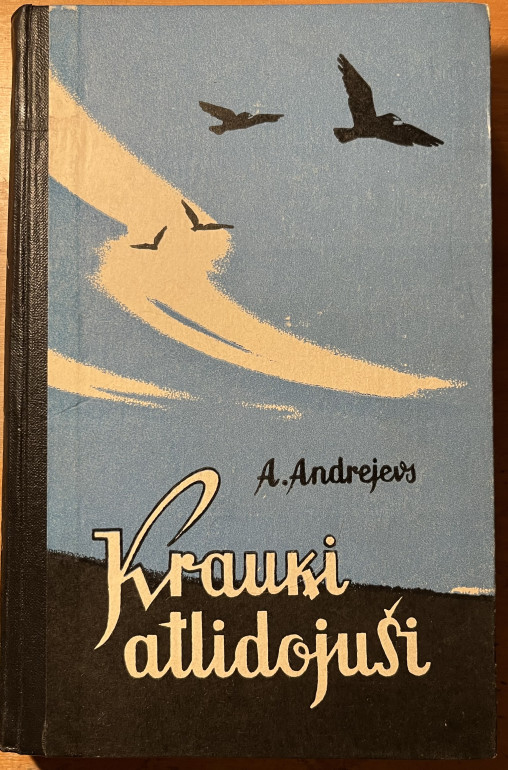 A. Andrejevs
Krauķi
atlidojuši